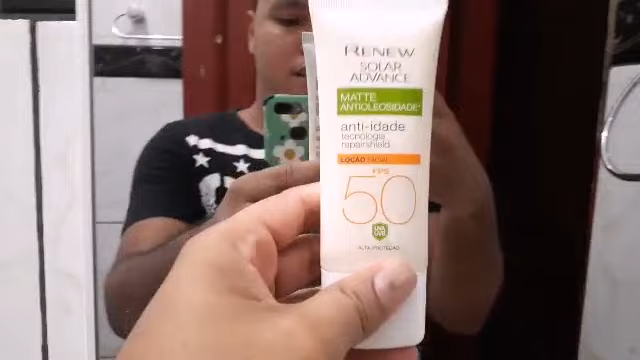 RENEW
SOLAR
ADVANCE
MATTE
ANTIOLEOSIDADE*
anti-idade
tecnologia
repairshield
LOÇÃO FACIAL
FPS
50
UVA
UVB
ALTA PROTEÇÃO